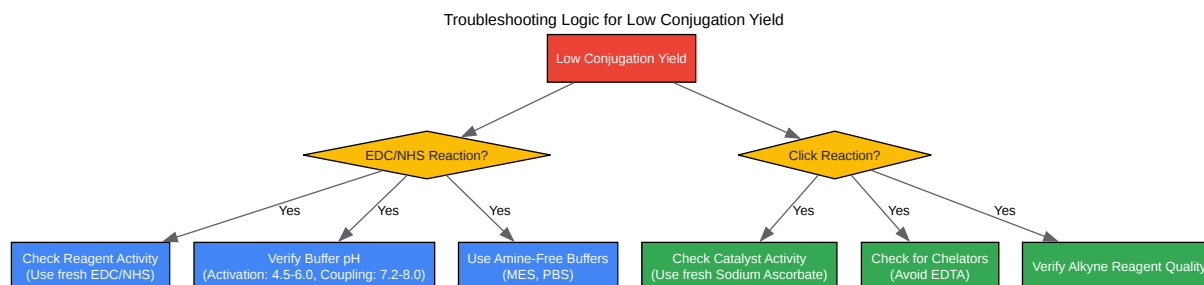 Troubleshooting Logic for Low Conjugation Yield
Low Conjugation Yield
EDC/NHS Reaction?
Click Reaction?
Yes
Yes
Yes
Yes
Yes
Yes
Check Reagent Activity
(Use fresh EDC/NHS)
Verify Buffer pH
(Activation: 4.5-6.0, Coupling: 7.2-8.0)
Use Amine-Free Buffers
(MES, PBS)
Check Catalyst Activity
(Use fresh Sodium Ascorbate)
Check for Chelators
(Avoid EDTA)
Verify Alkyne Reagent Quality